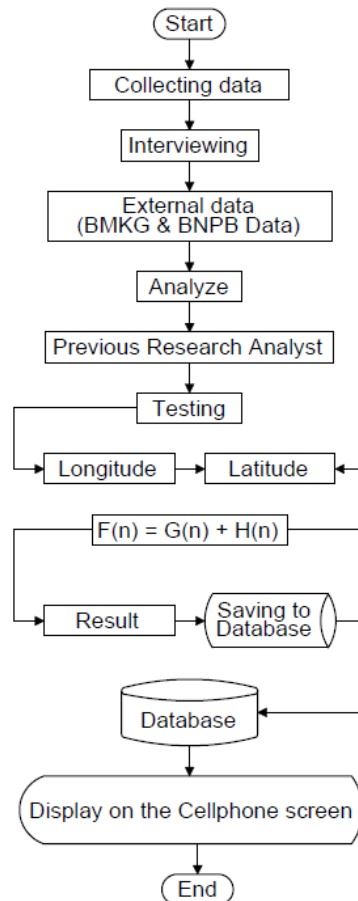 Start
Collecting data
Interviewing
External data
(BMKG & BNPB Data)
Analyze
Previous Research Analyst
Testing
Longitude
Latitude
F(n) = G(n) + H(n)
Result
Saving to
Database
Database
Display on the Cellphone screen
End